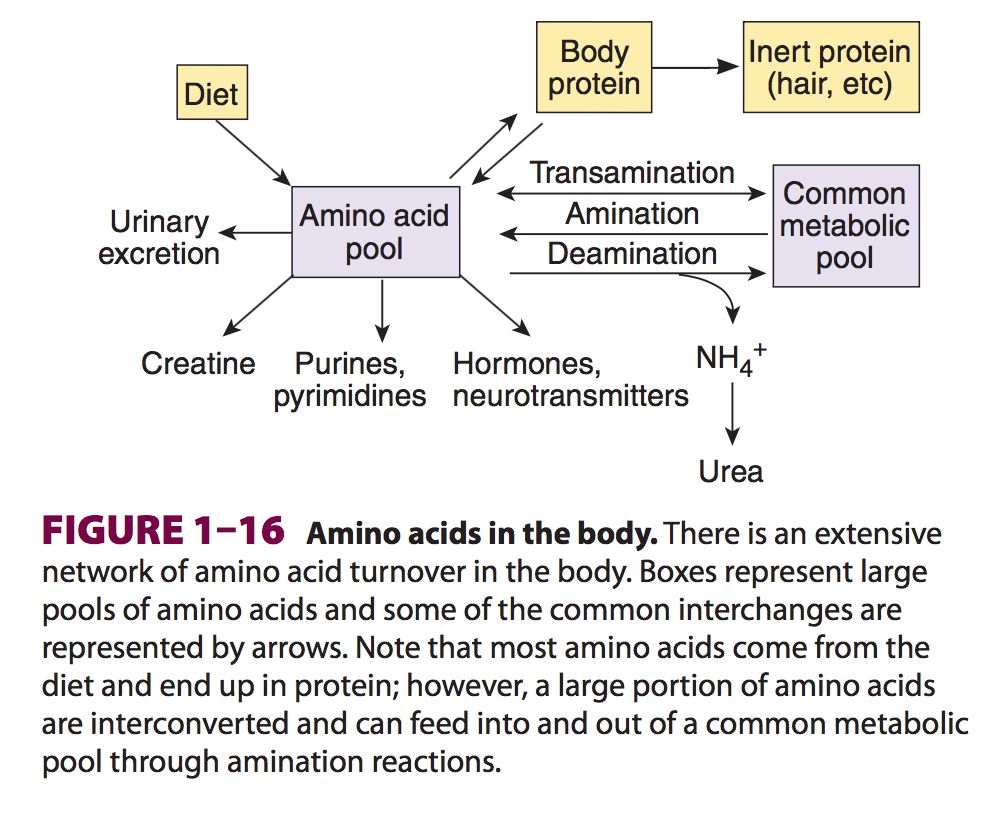 Diet
Body
protein
Inert protein
(hair, etc)
Transamination
Amination
Deamination
Amino acid
pool
Common
metabolic
pool
Urinary
excretion
Creatine
Purines,
pyrimidines
Hormones,
neurotransmitters
NH4+
Urea
FIGURE 1–16 Amino acids in the body. There is an extensive
network of amino acid turnover in the body. Boxes represent large
pools of amino acids and some of the common interchanges are
represented by arrows. Note that most amino acids come from the
diet and end up in protein; however, a large portion of amino acids
are interconverted and can feed into and out of a common metabolic
pool through amination reactions.